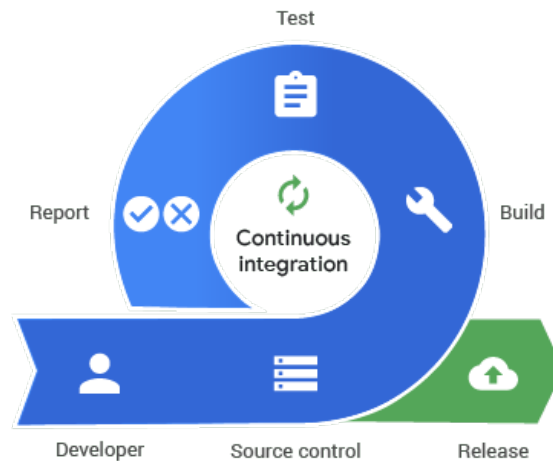 Test
Report
Continuous
integration
Build
Developer
Source control
Release